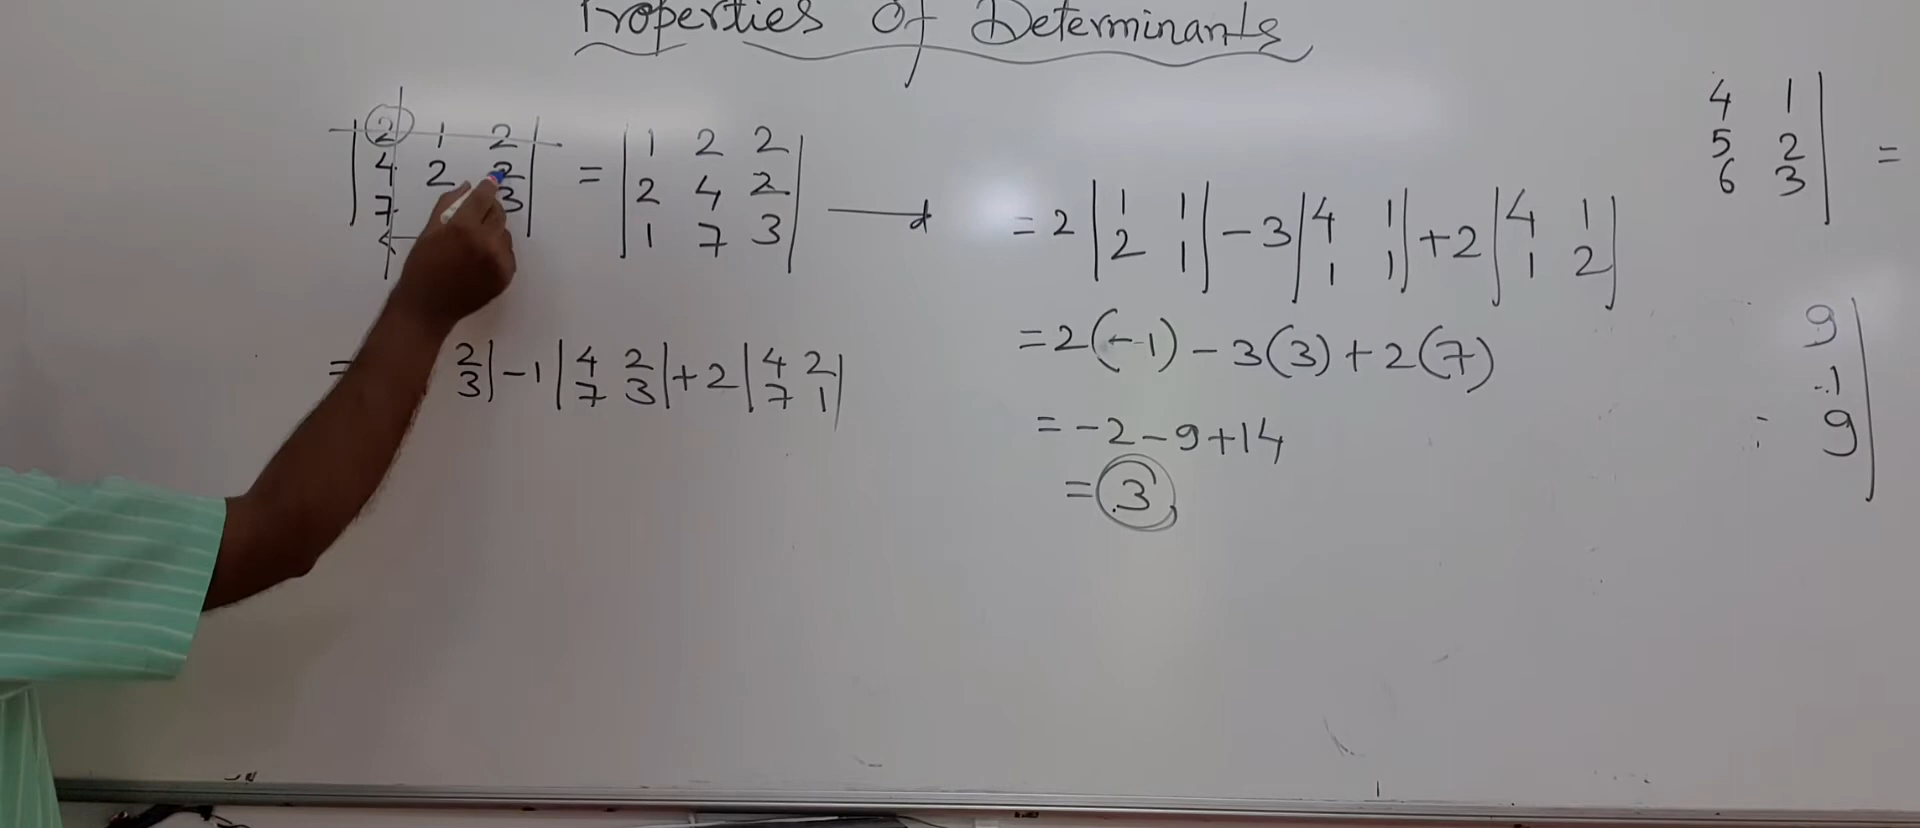 Properties Of Determinants
|2 1 2| = |1 2 2|
|4 2 2| |2 4 2|
|7 3| |1 7 3|
= 2 3| - 1 |4 2 7 3| + 2 |4 2 7 1|
= 2 |1 1 2 1| - 3 |4 1 1 1| + 2 |4 1 1 2|
= 2(-1) - 3(3) + 2(7)
= -2 - 9 + 14
= 3
4 1|
5 2| =
6 3|
9
-1
9